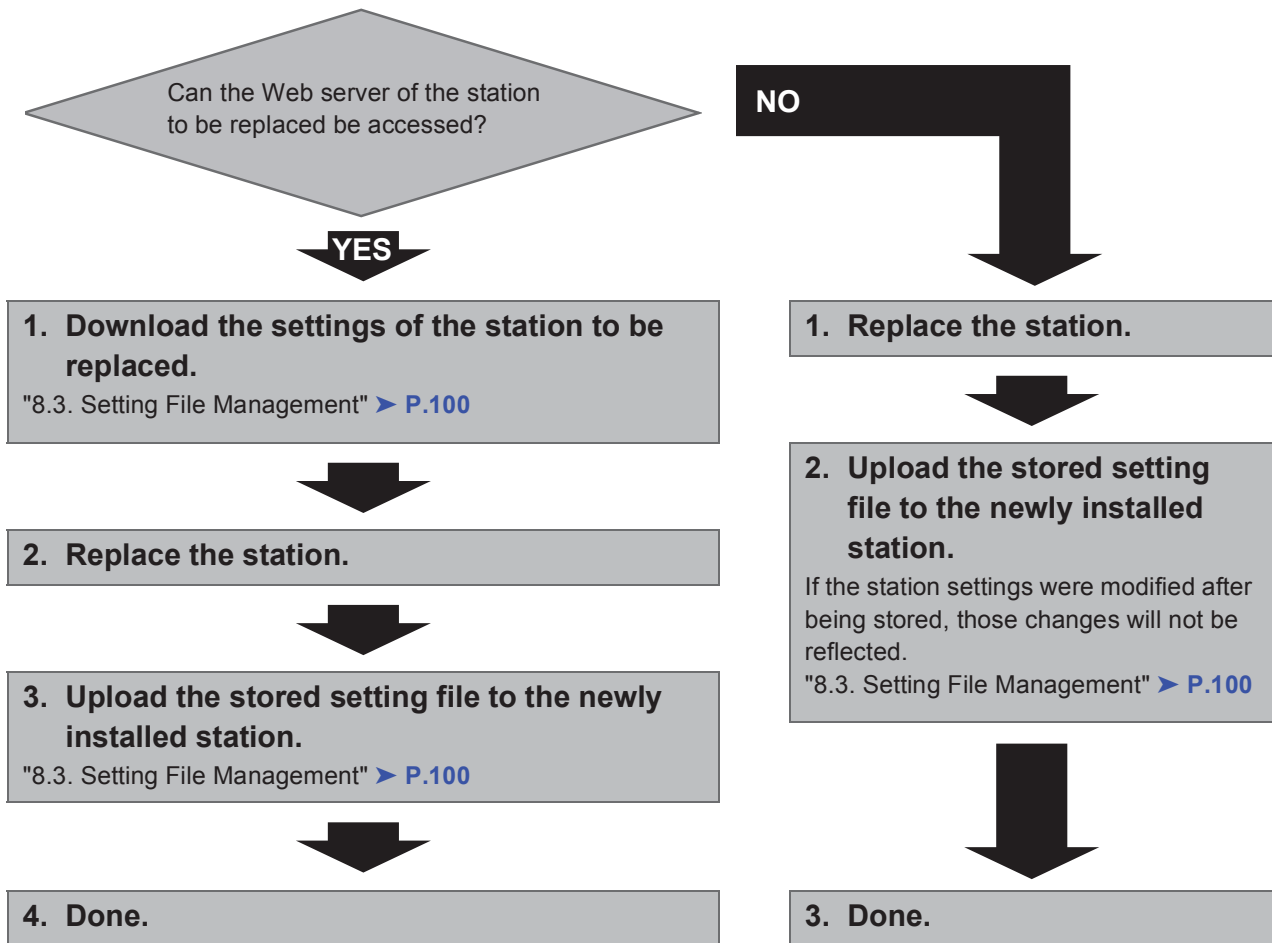 Can the Web server of the station
to be replaced be accessed?
NO
YES
1. Download the settings of the station to be
replaced.
"8.3. Setting File Management" ➤ P.100
2. Replace the station.
3. Upload the stored setting file to the newly
installed station.
"8.3. Setting File Management" ➤ P.100
4. Done.
1. Replace the station.
2. Upload the stored setting
file to the newly installed
station.
If the station settings were modified after
being stored, those changes will not be
reflected.
"8.3. Setting File Management" ➤ P.100
3. Done.